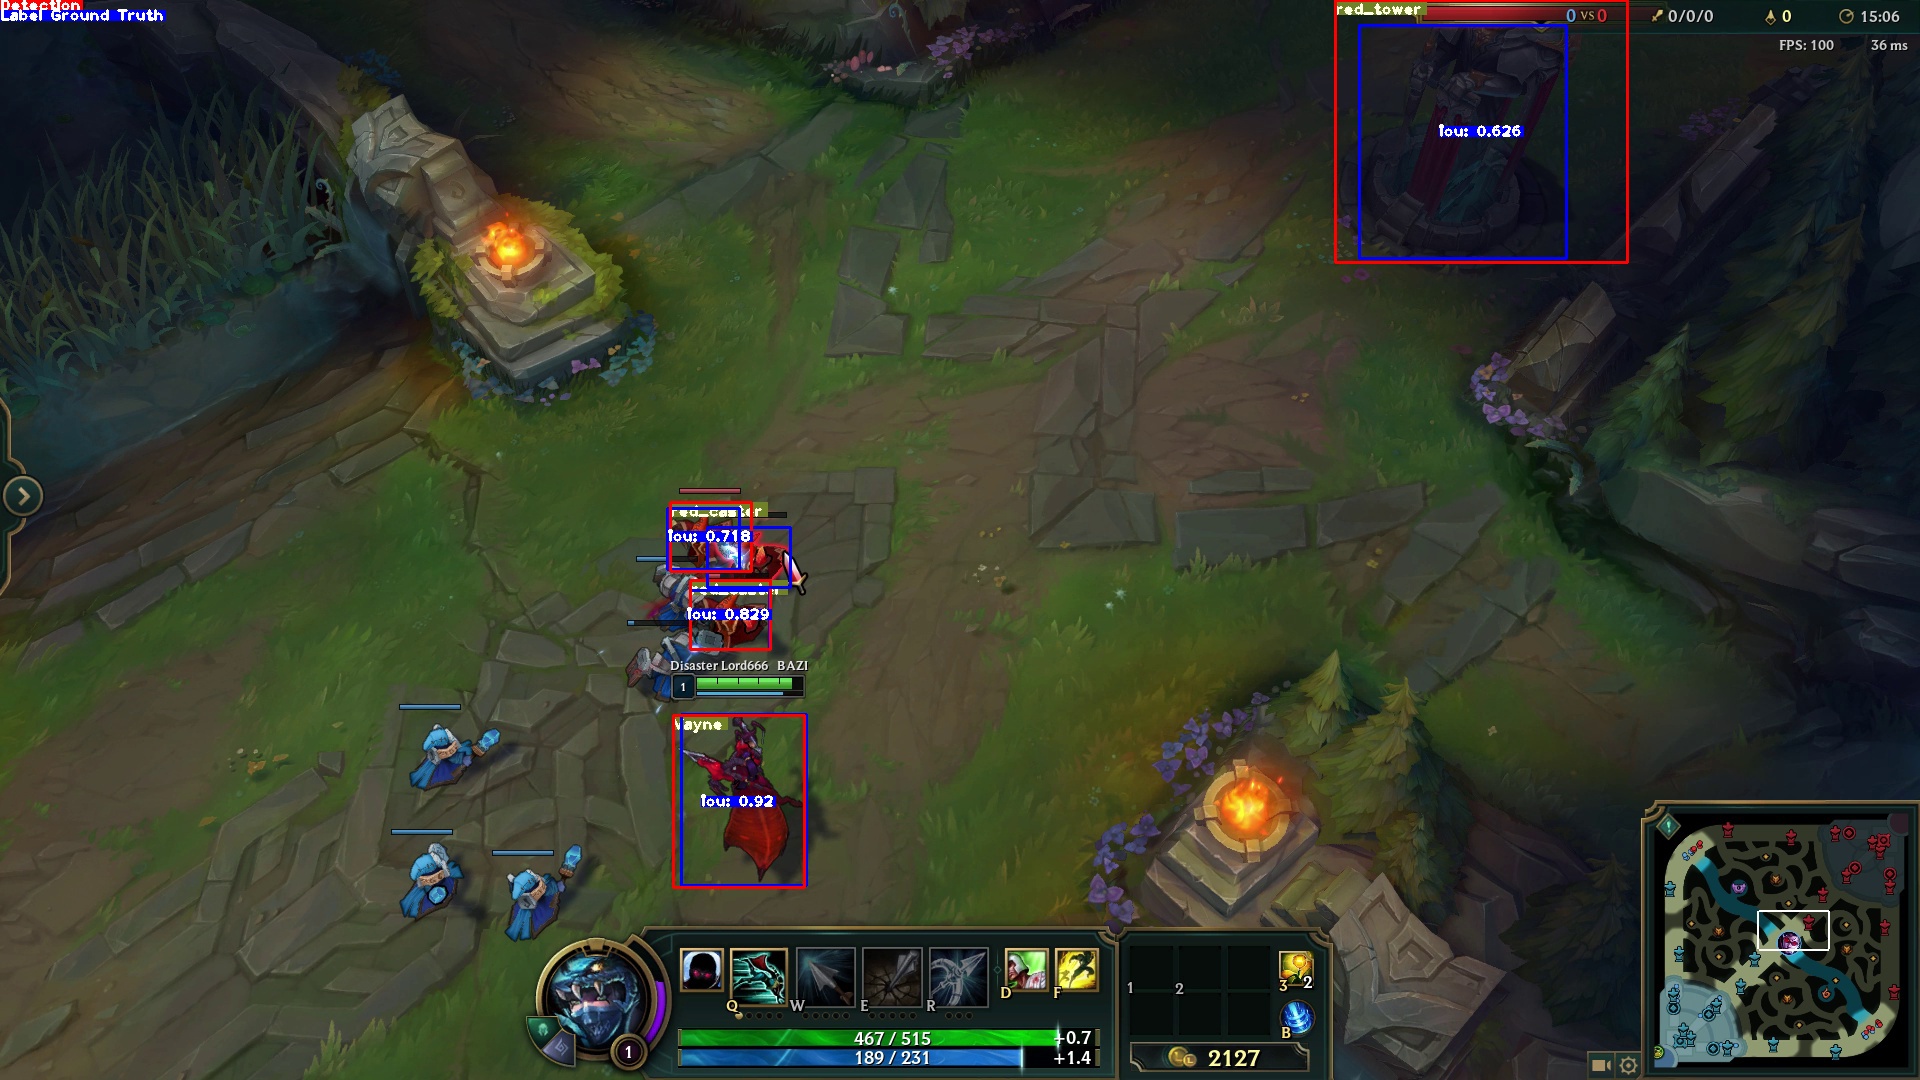 Detection
Label Ground Truth
red_tower
0 vs 0
0/0/0
0
15:06
FPS: 100
36 ms
Iou: 0.626
red_caster
Iou: 0.718
Iou: 0.829
Disaster Lord666 BAZI
1
Vayne
Iou: 0.92
Q
W
E
R
D
F
1
2
3
2
B
1
467 / 515
+0.7
189 / 231
+1.4
2127